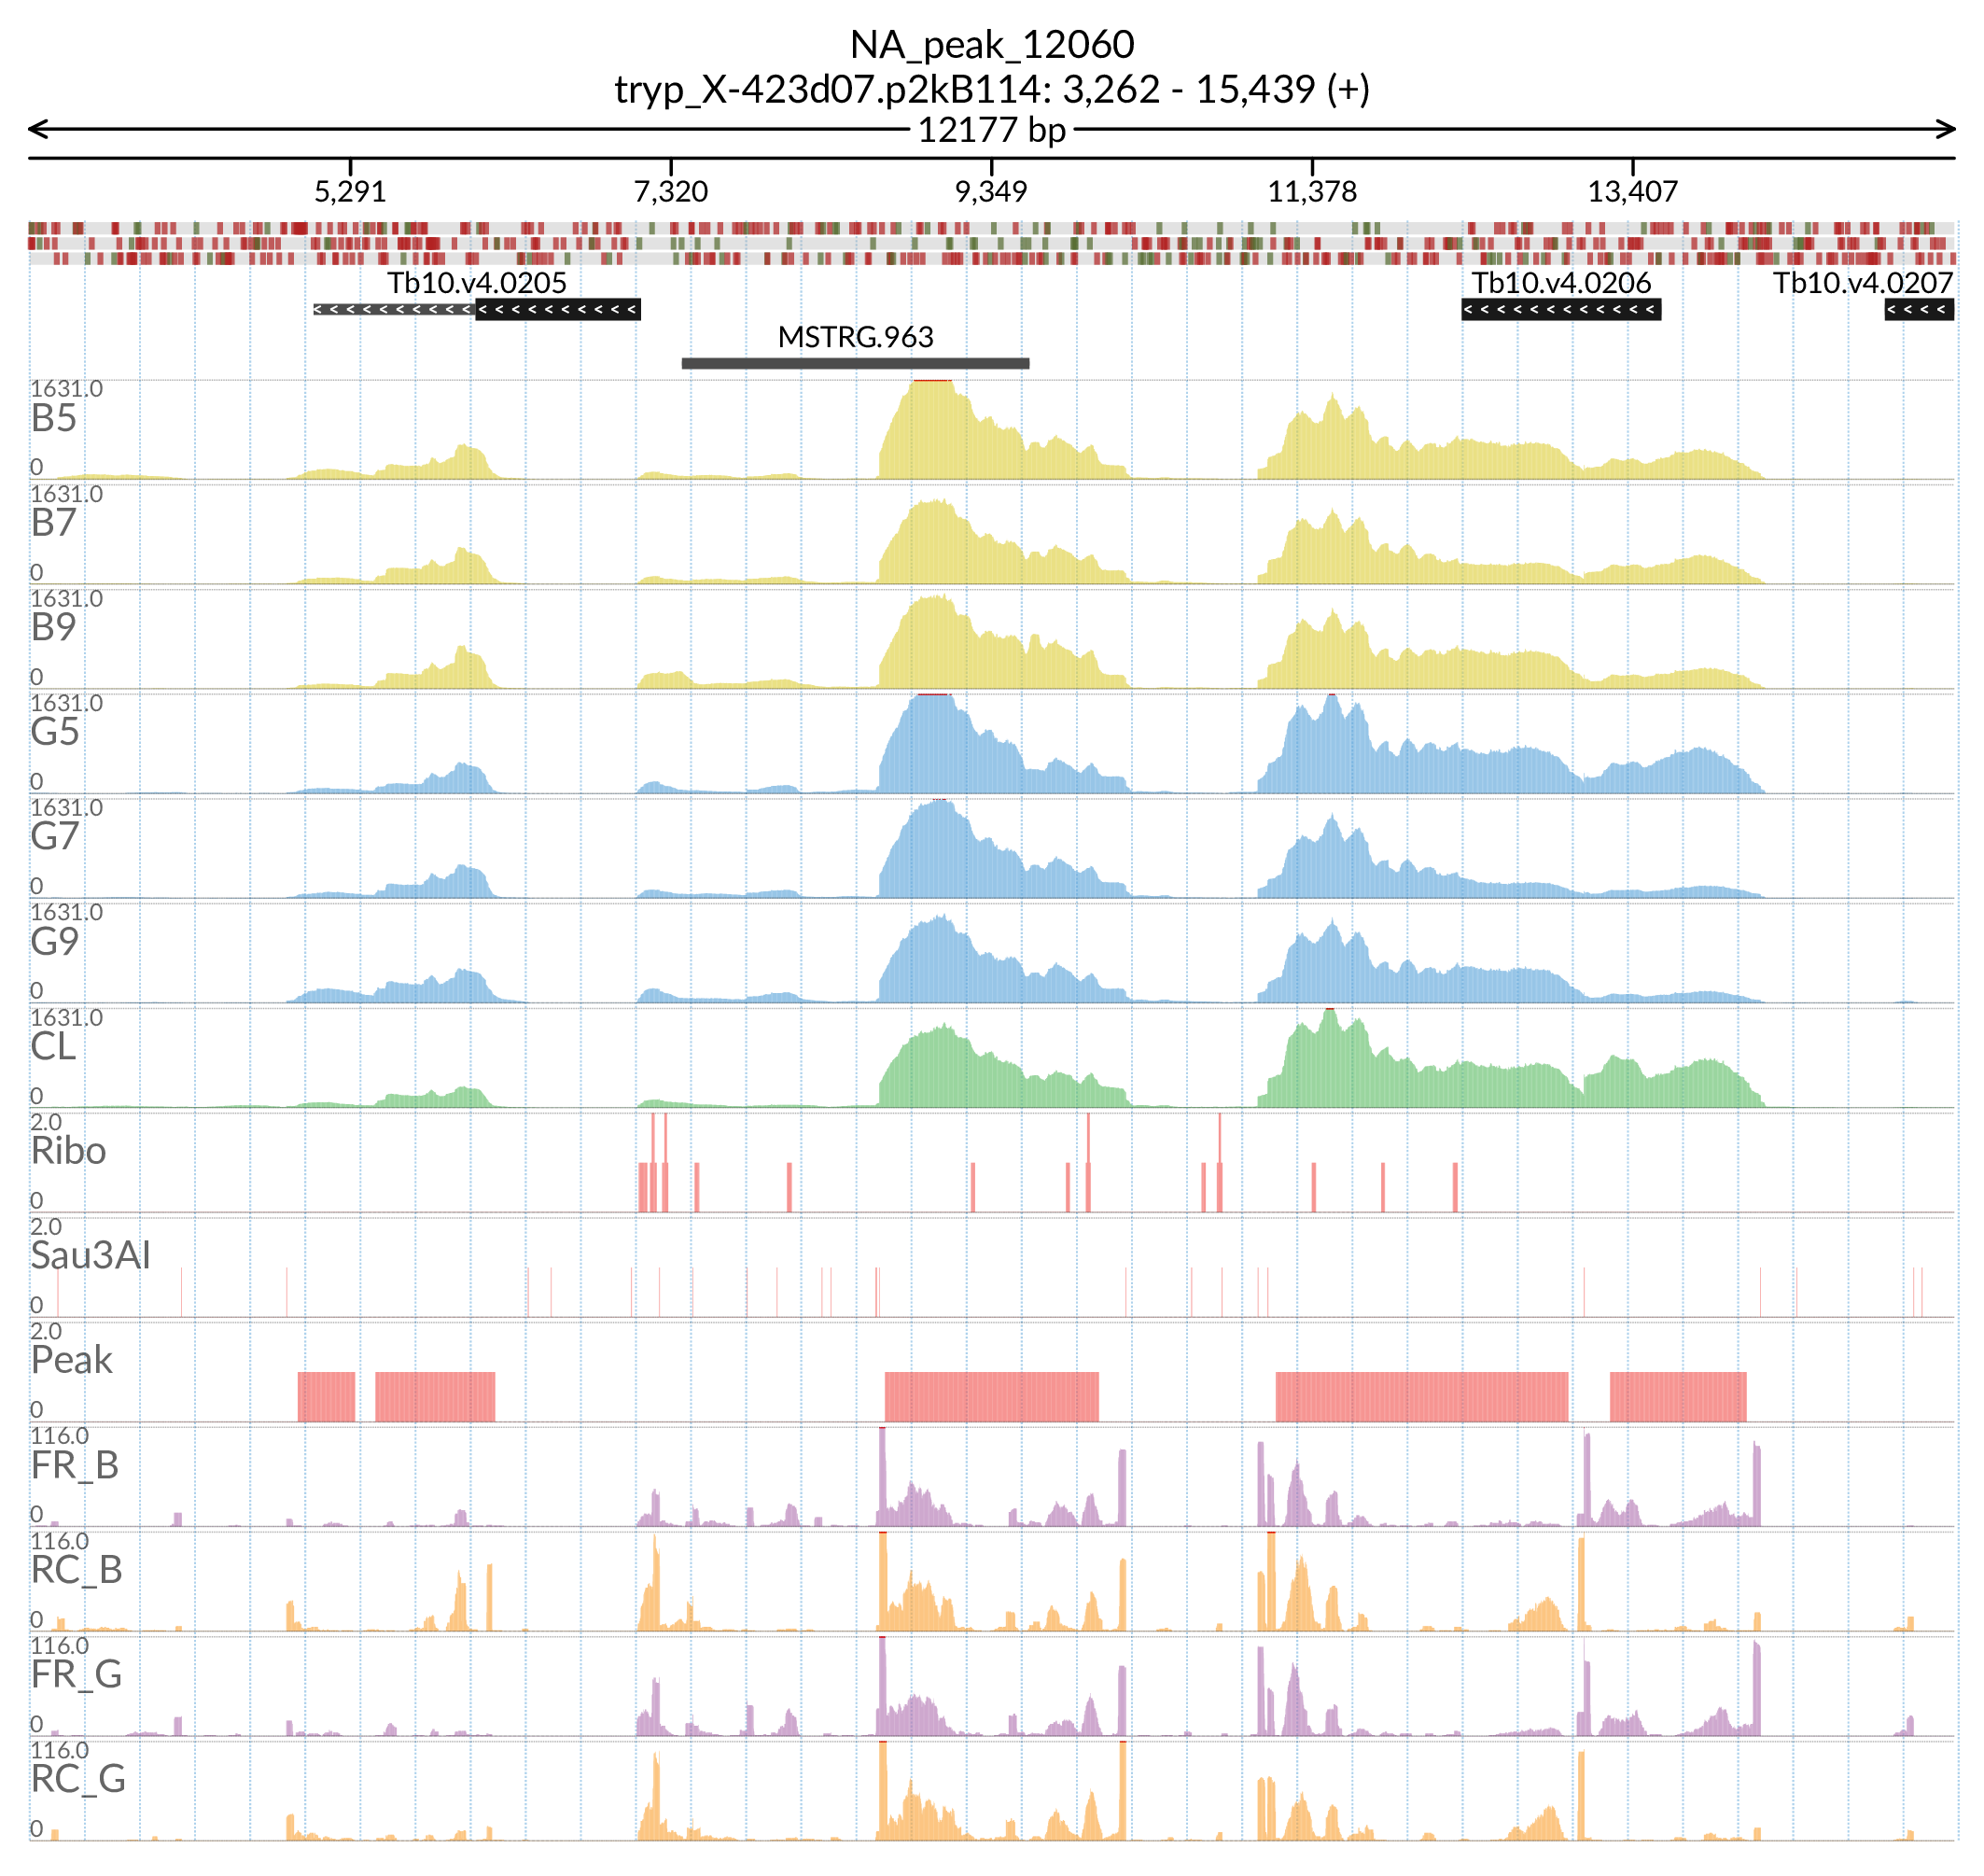 NA_peak_12060
tryp_X-423d07.p2kB114: 3,262 - 15,439 (+)
12177 bp
5,291 7,320 9,349 11,378 13,407
Tb10.v4.0205 Tb10.v4.0206 Tb10.v4.0207
MSTRG.963
1631.0
B5
0
1631.0
B7
0
1631.0
B9
0
1631.0
G5
0
1631.0
G7
0
1631.0
G9
0
1631.0
CL
0
2.0
Ribo
0
2.0
Sau3AI
0
2.0
Peak
0
116.0
FR_B
0
116.0
RC_B
0
116.0
FR_G
0
116.0
RC_G
0